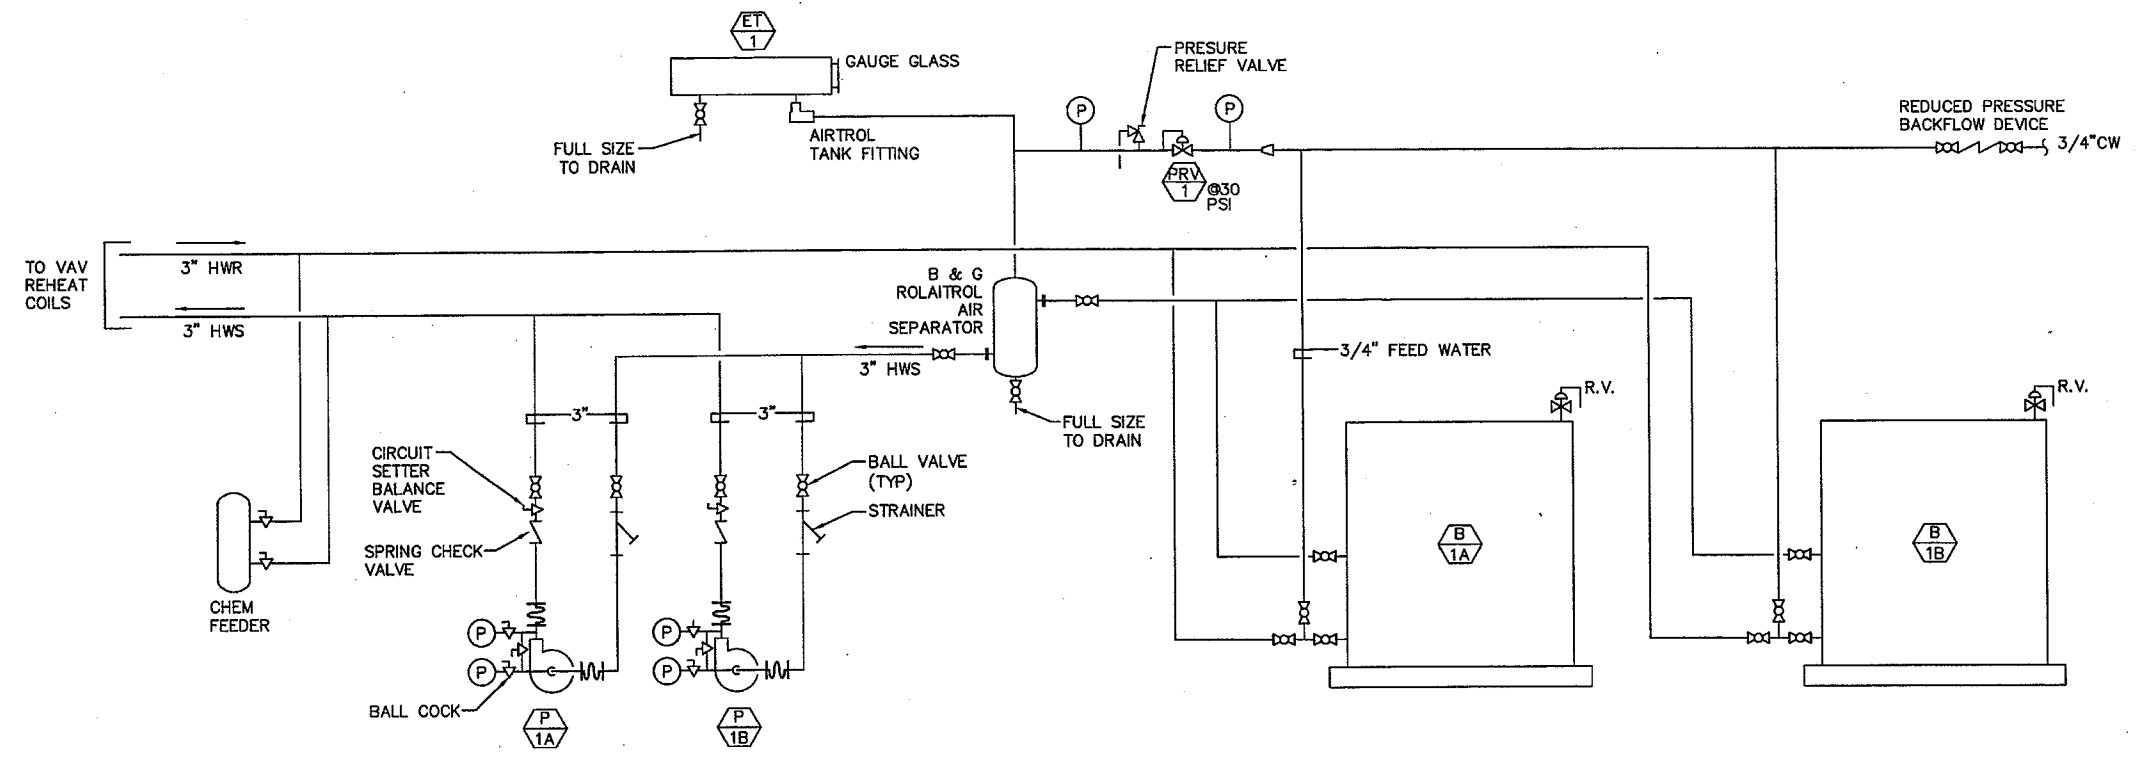 ET
1
GAUGE GLASS
FULL SIZE
TO DRAIN
AIRTROL
TANK FITTING
P
P
PRESURE
RELIEF VALVE
PRV
1
@30
PSI
REDUCED PRESSURE
BACKFLOW DEVICE
3/4"CW
TO VAV
REHEAT
COILS
3" HWR
3" HWS
B & G
ROLAITROL
AIR
SEPARATOR
3" HWS
FULL SIZE
TO DRAIN
3/4" FEED WATER
R.V.
R.V.
3"
3"
CIRCUIT
SETTER
BALANCE
VALVE
SPRING CHECK
VALVE
BALL VALVE
(TYP)
STRAINER
CHEM
FEEDER
P
P
P
P
BALL COCK
P
1A
P
1B
B
1A
B
1B